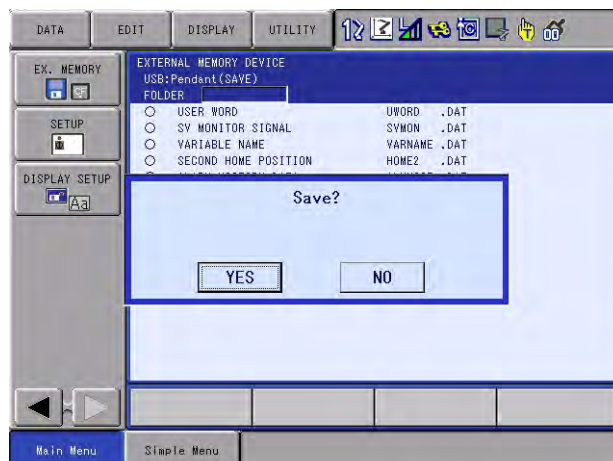 DATA EDIT DISPLAY UTILITY
EX. MEMORY
CF
SETUP
DISPLAY SETUP
Aa
EXTERNAL MEMORY DEVICE
USB:Pendant(SAVE)
FOLDER
USER WORD UWORD .DAT
SV MONITOR SIGNAL SVMON .DAT
VARIABLE NAME VARNAME .DAT
SECOND HOME POSITION HOME2 .DAT
Save?
YES NO
Main Menu Simple Menu